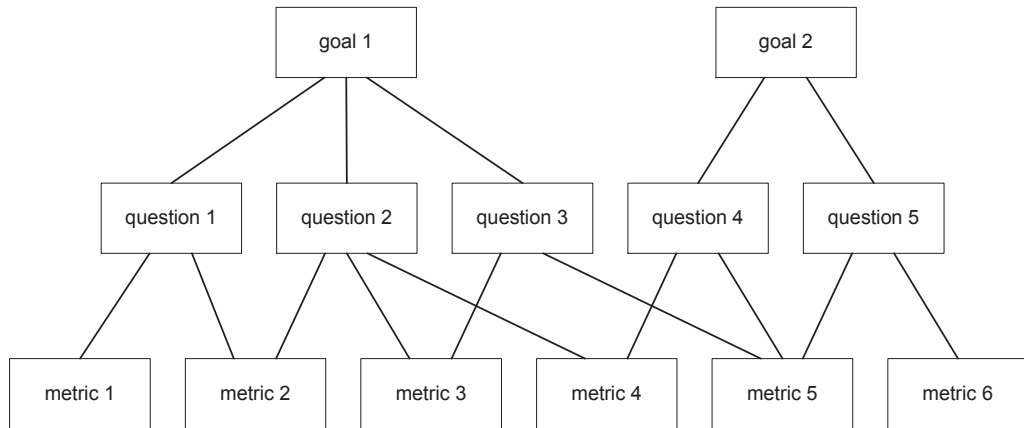 goal 1
goal 2
question 1
question 2
question 3
question 4
question 5
metric 1
metric 2
metric 3
metric 4
metric 5
metric 6